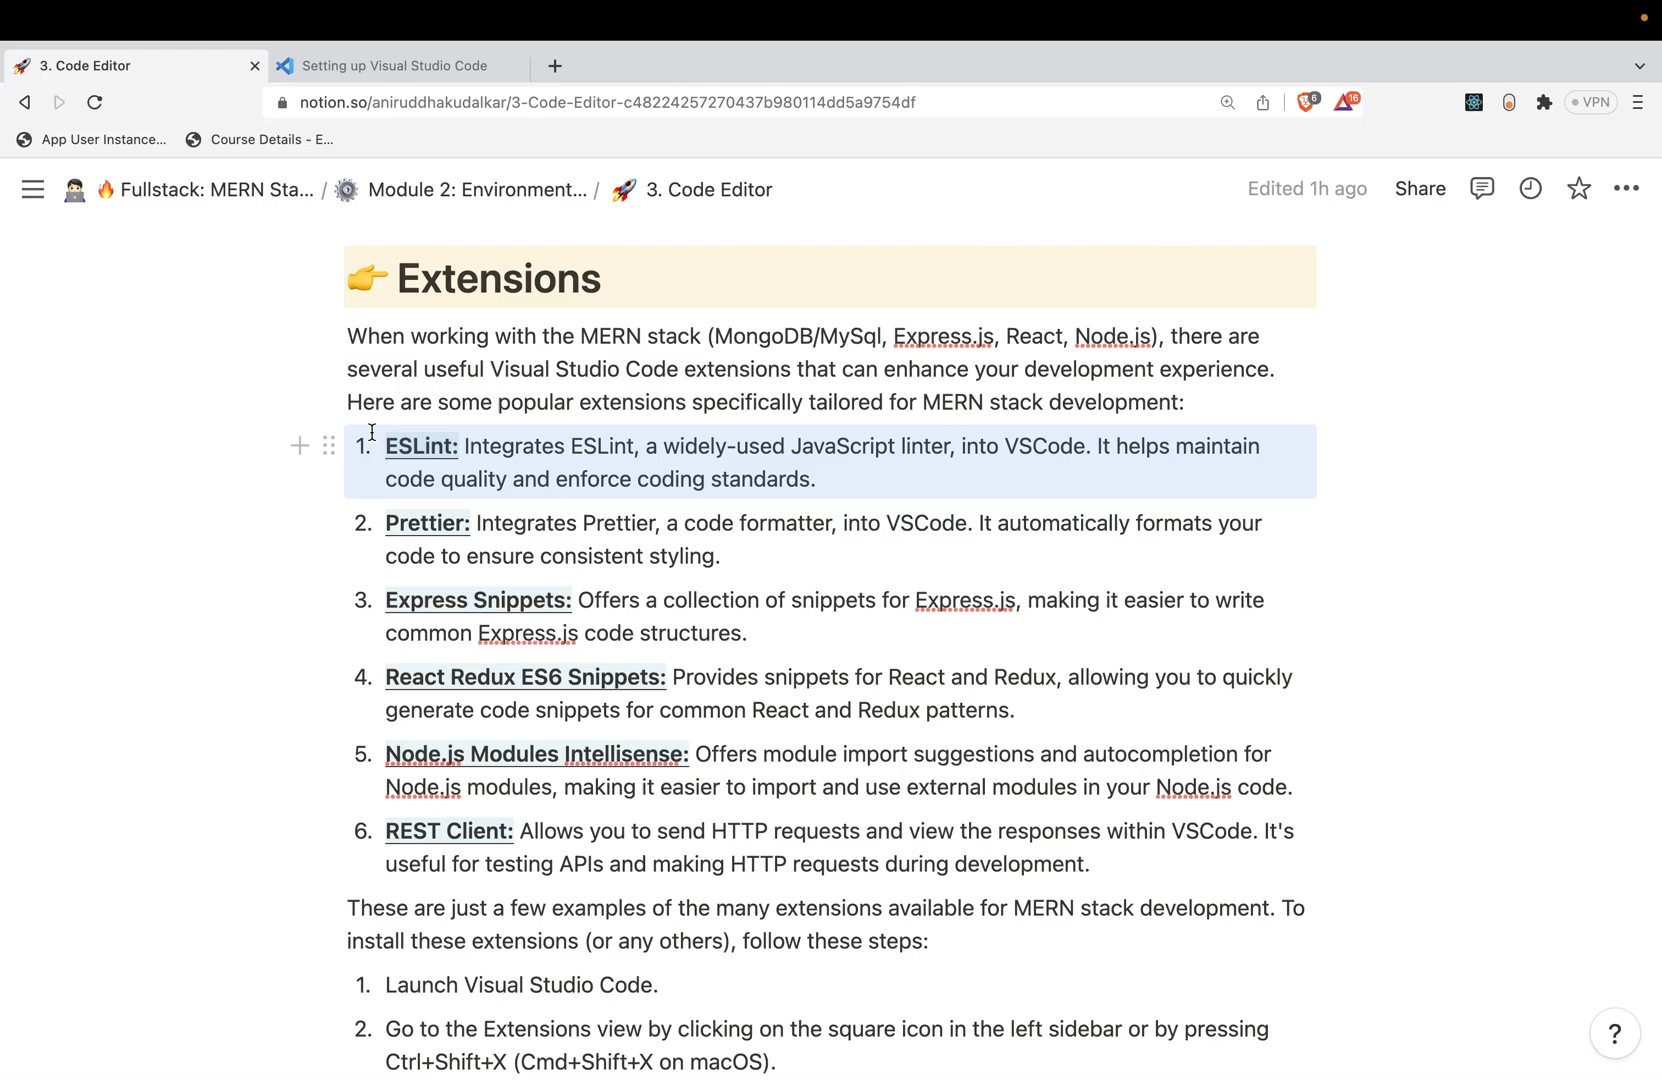 3. Code Editor
Setting up Visual Studio Code
notion.so/aniruddhakudalkar/3-Code-Editor-c48224257270437b980114dd5a9754df
6
16
VPN
App User Instance...
Course Details - E...
Fullstack: MERN Sta... / Module 2: Environment... / 3. Code Editor
Edited 1h ago
Share
Extensions
When working with the MERN stack (MongoDB/MySql, Express.js, React, Node.js), there are
several useful Visual Studio Code extensions that can enhance your development experience.
Here are some popular extensions specifically tailored for MERN stack development:
1. ESLint: Integrates ESLint, a widely-used JavaScript linter, into VSCode. It helps maintain
code quality and enforce coding standards.
2. Prettier: Integrates Prettier, a code formatter, into VSCode. It automatically formats your
code to ensure consistent styling.
3. Express Snippets: Offers a collection of snippets for Express.js, making it easier to write
common Express.js code structures.
4. React Redux ES6 Snippets: Provides snippets for React and Redux, allowing you to quickly
generate code snippets for common React and Redux patterns.
5. Node.js Modules Intellisense: Offers module import suggestions and autocompletion for
Node.js modules, making it easier to import and use external modules in your Node.js code.
6. REST Client: Allows you to send HTTP requests and view the responses within VSCode. It's
useful for testing APIs and making HTTP requests during development.
These are just a few examples of the many extensions available for MERN stack development. To
install these extensions (or any others), follow these steps:
1. Launch Visual Studio Code.
2. Go to the Extensions view by clicking on the square icon in the left sidebar or by pressing
Ctrl+Shift+X (Cmd+Shift+X on macOS).
?